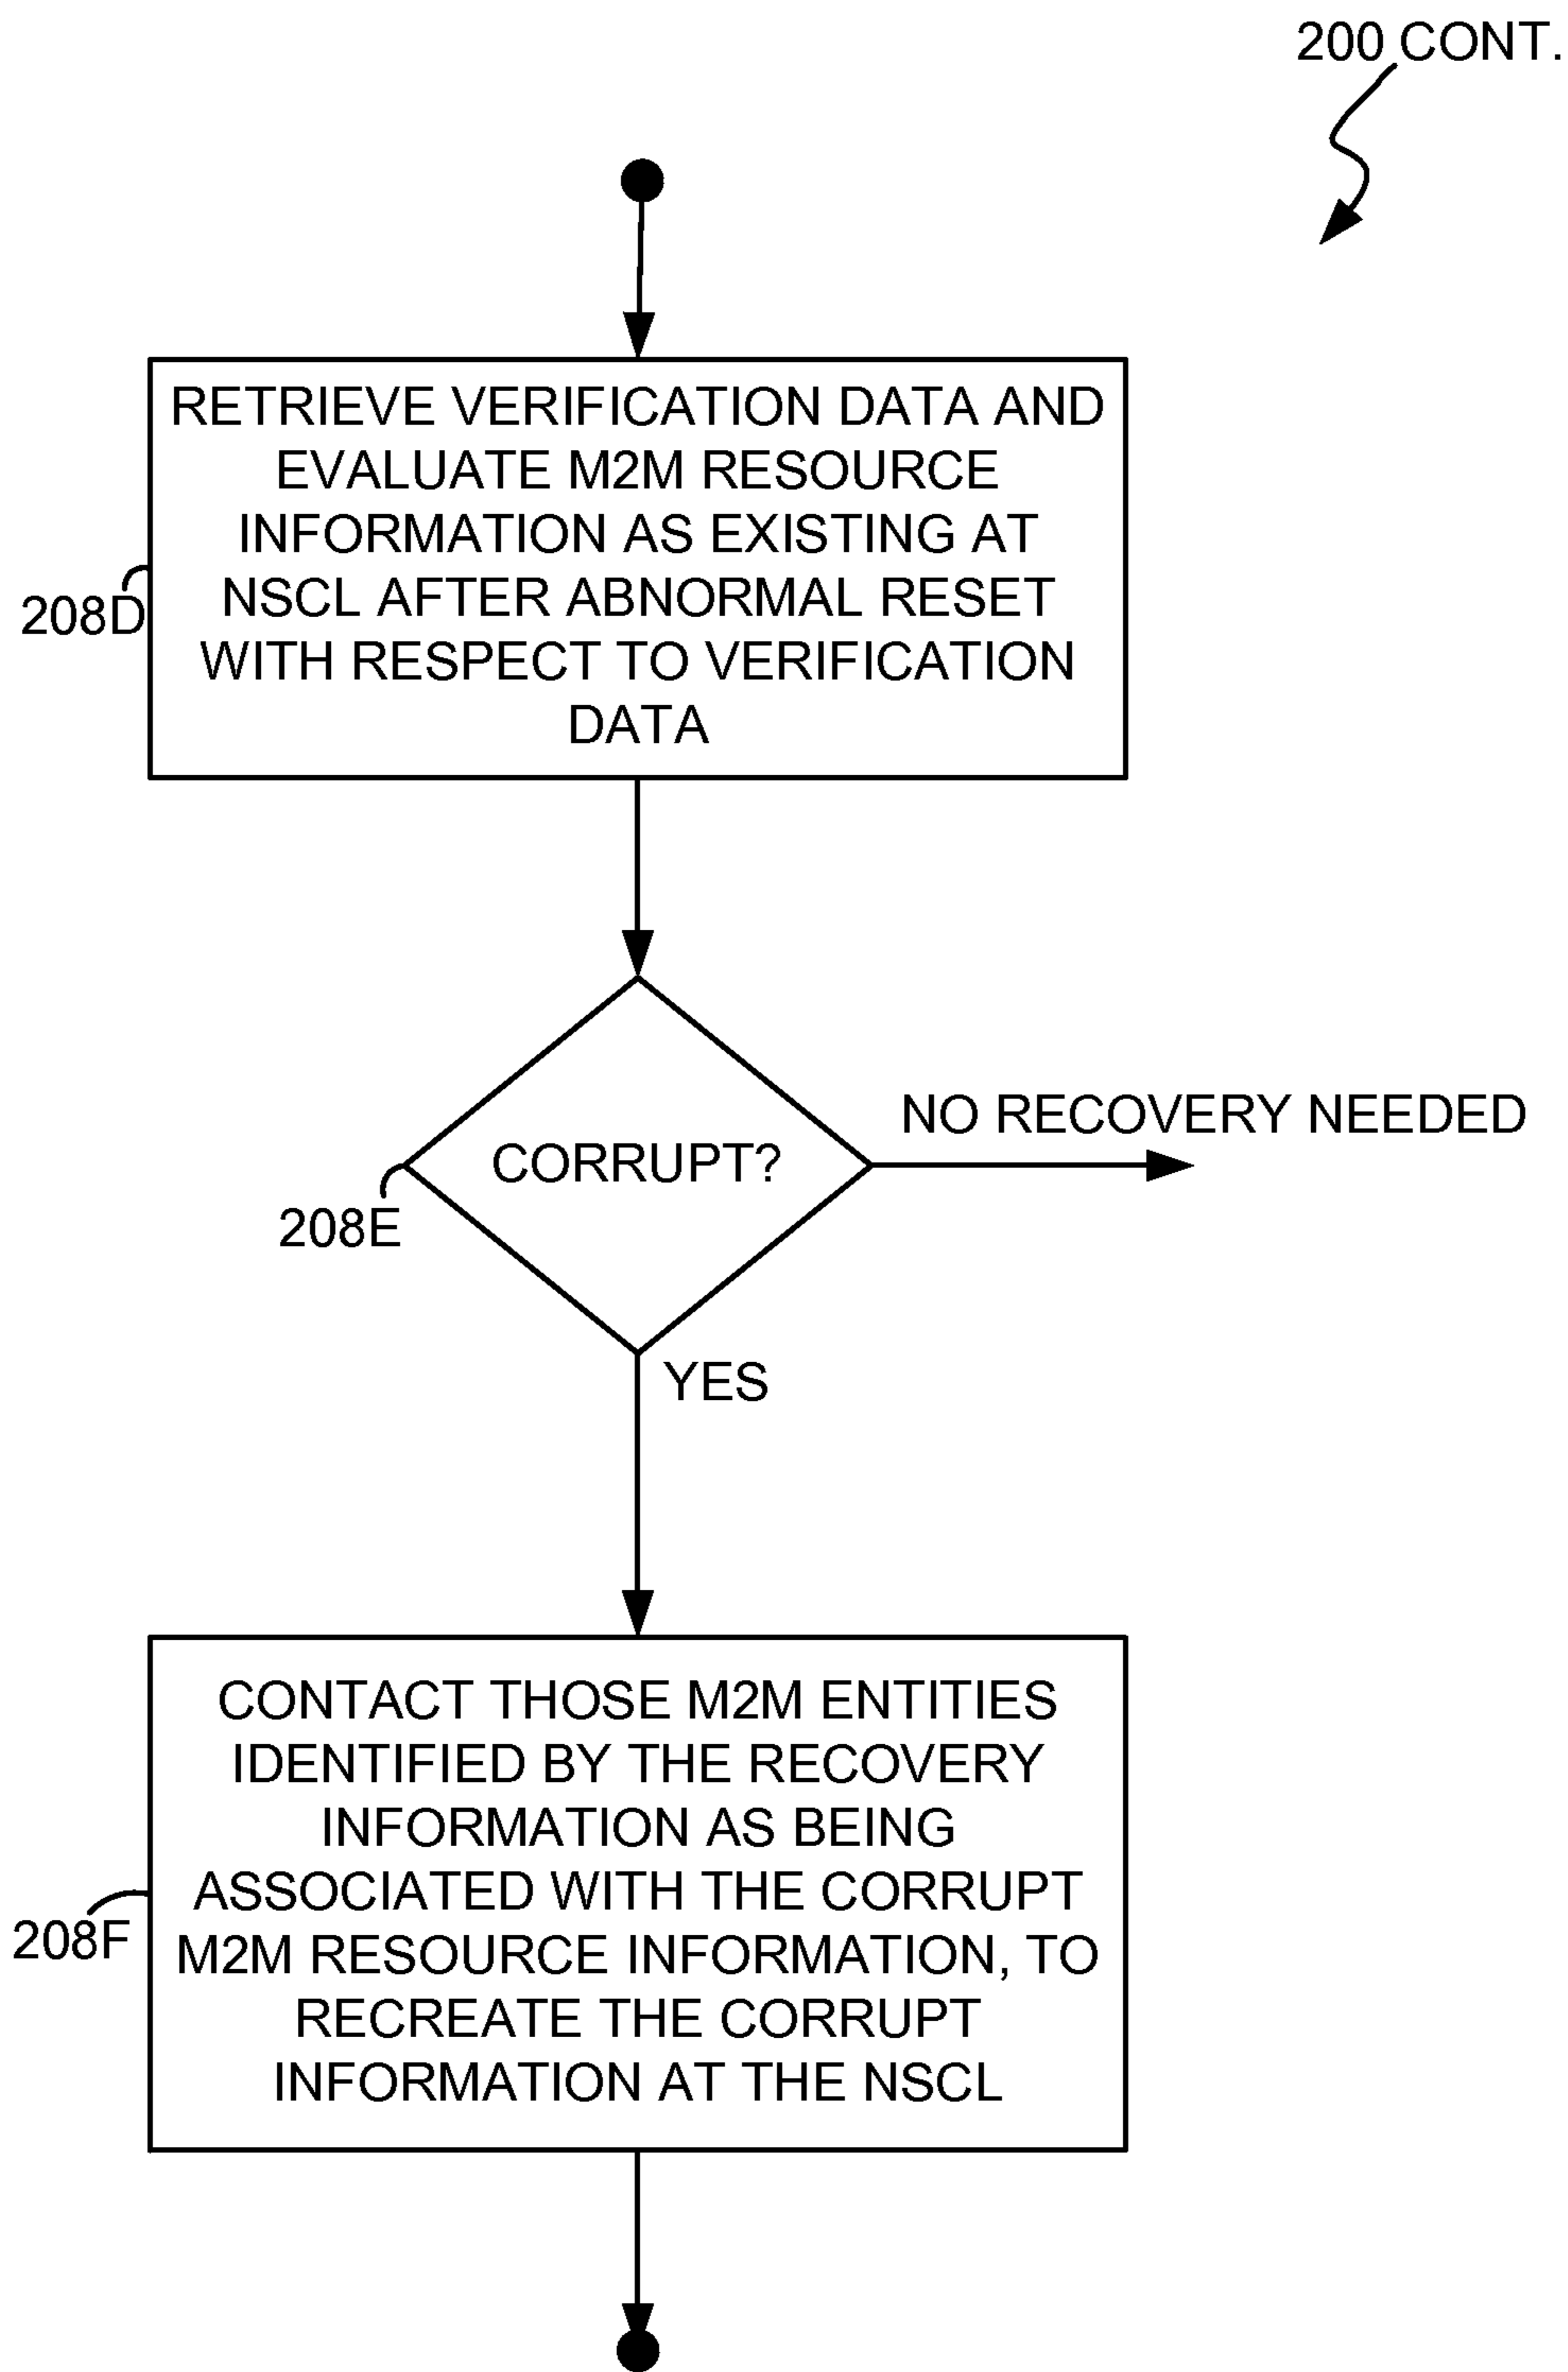 200 CONT.
RETRIEVE VERIFICATION DATA AND
EVALUATE M2M RESOURCE
INFORMATION AS EXISTING AT
NSCL AFTER ABNORMAL RESET
WITH RESPECT TO VERIFICATION
DATA
208D
CORRUPT?
NO RECOVERY NEEDED
208E
YES
CONTACT THOSE M2M ENTITIES
IDENTIFIED BY THE RECOVERY
INFORMATION AS BEING
ASSOCIATED WITH THE CORRUPT
M2M RESOURCE INFORMATION, TO
RECREATE THE CORRUPT
INFORMATION AT THE NSCL
208F